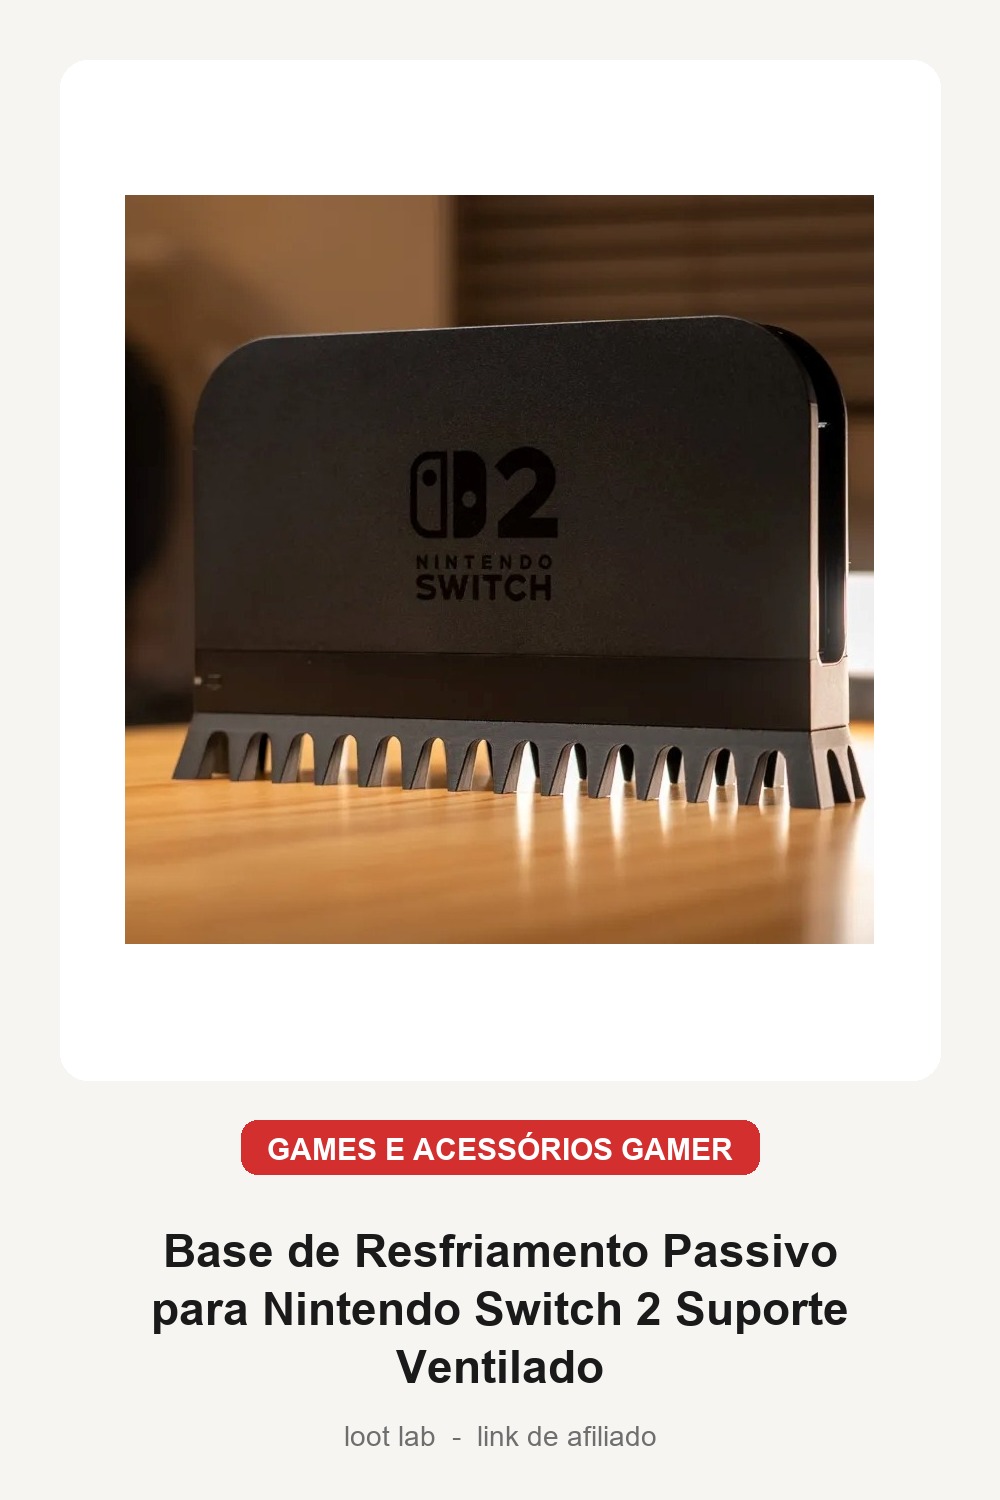 2
NINTENDO
SWITCH
GAMES E ACESSÓRIOS GAMER
Base de Resfriamento Passivo
para Nintendo Switch 2 Suporte
Ventilado
loot lab - link de afiliado